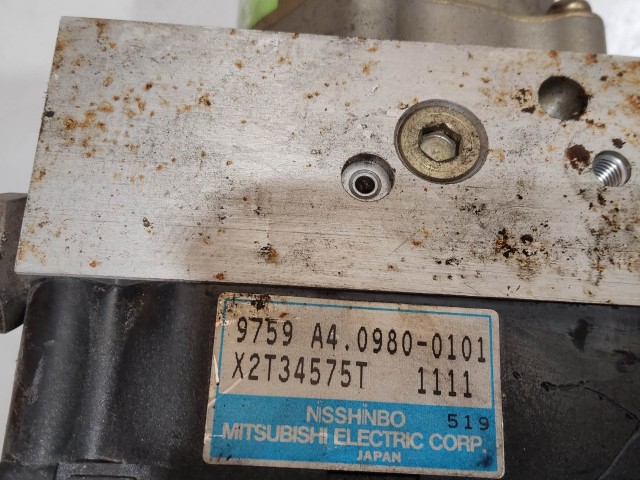 9759 A4.0980-0101
X2T34575T 1111
NISSHINBO 519
MITSUBISHI ELECTRIC CORP.
JAPAN